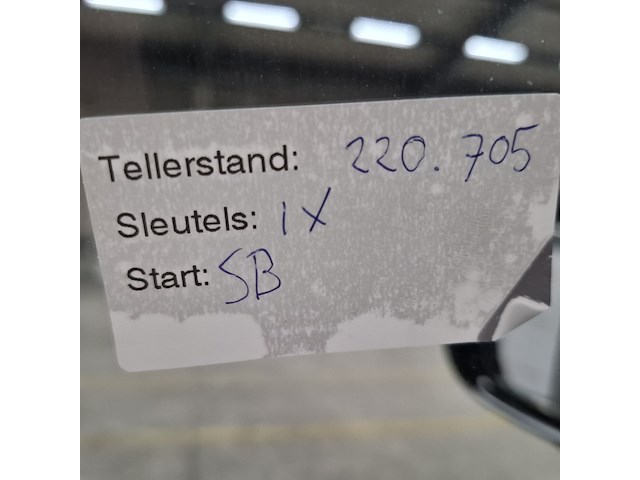 Tellerstand: 220.705
Sleutels: 1X
Start: SB